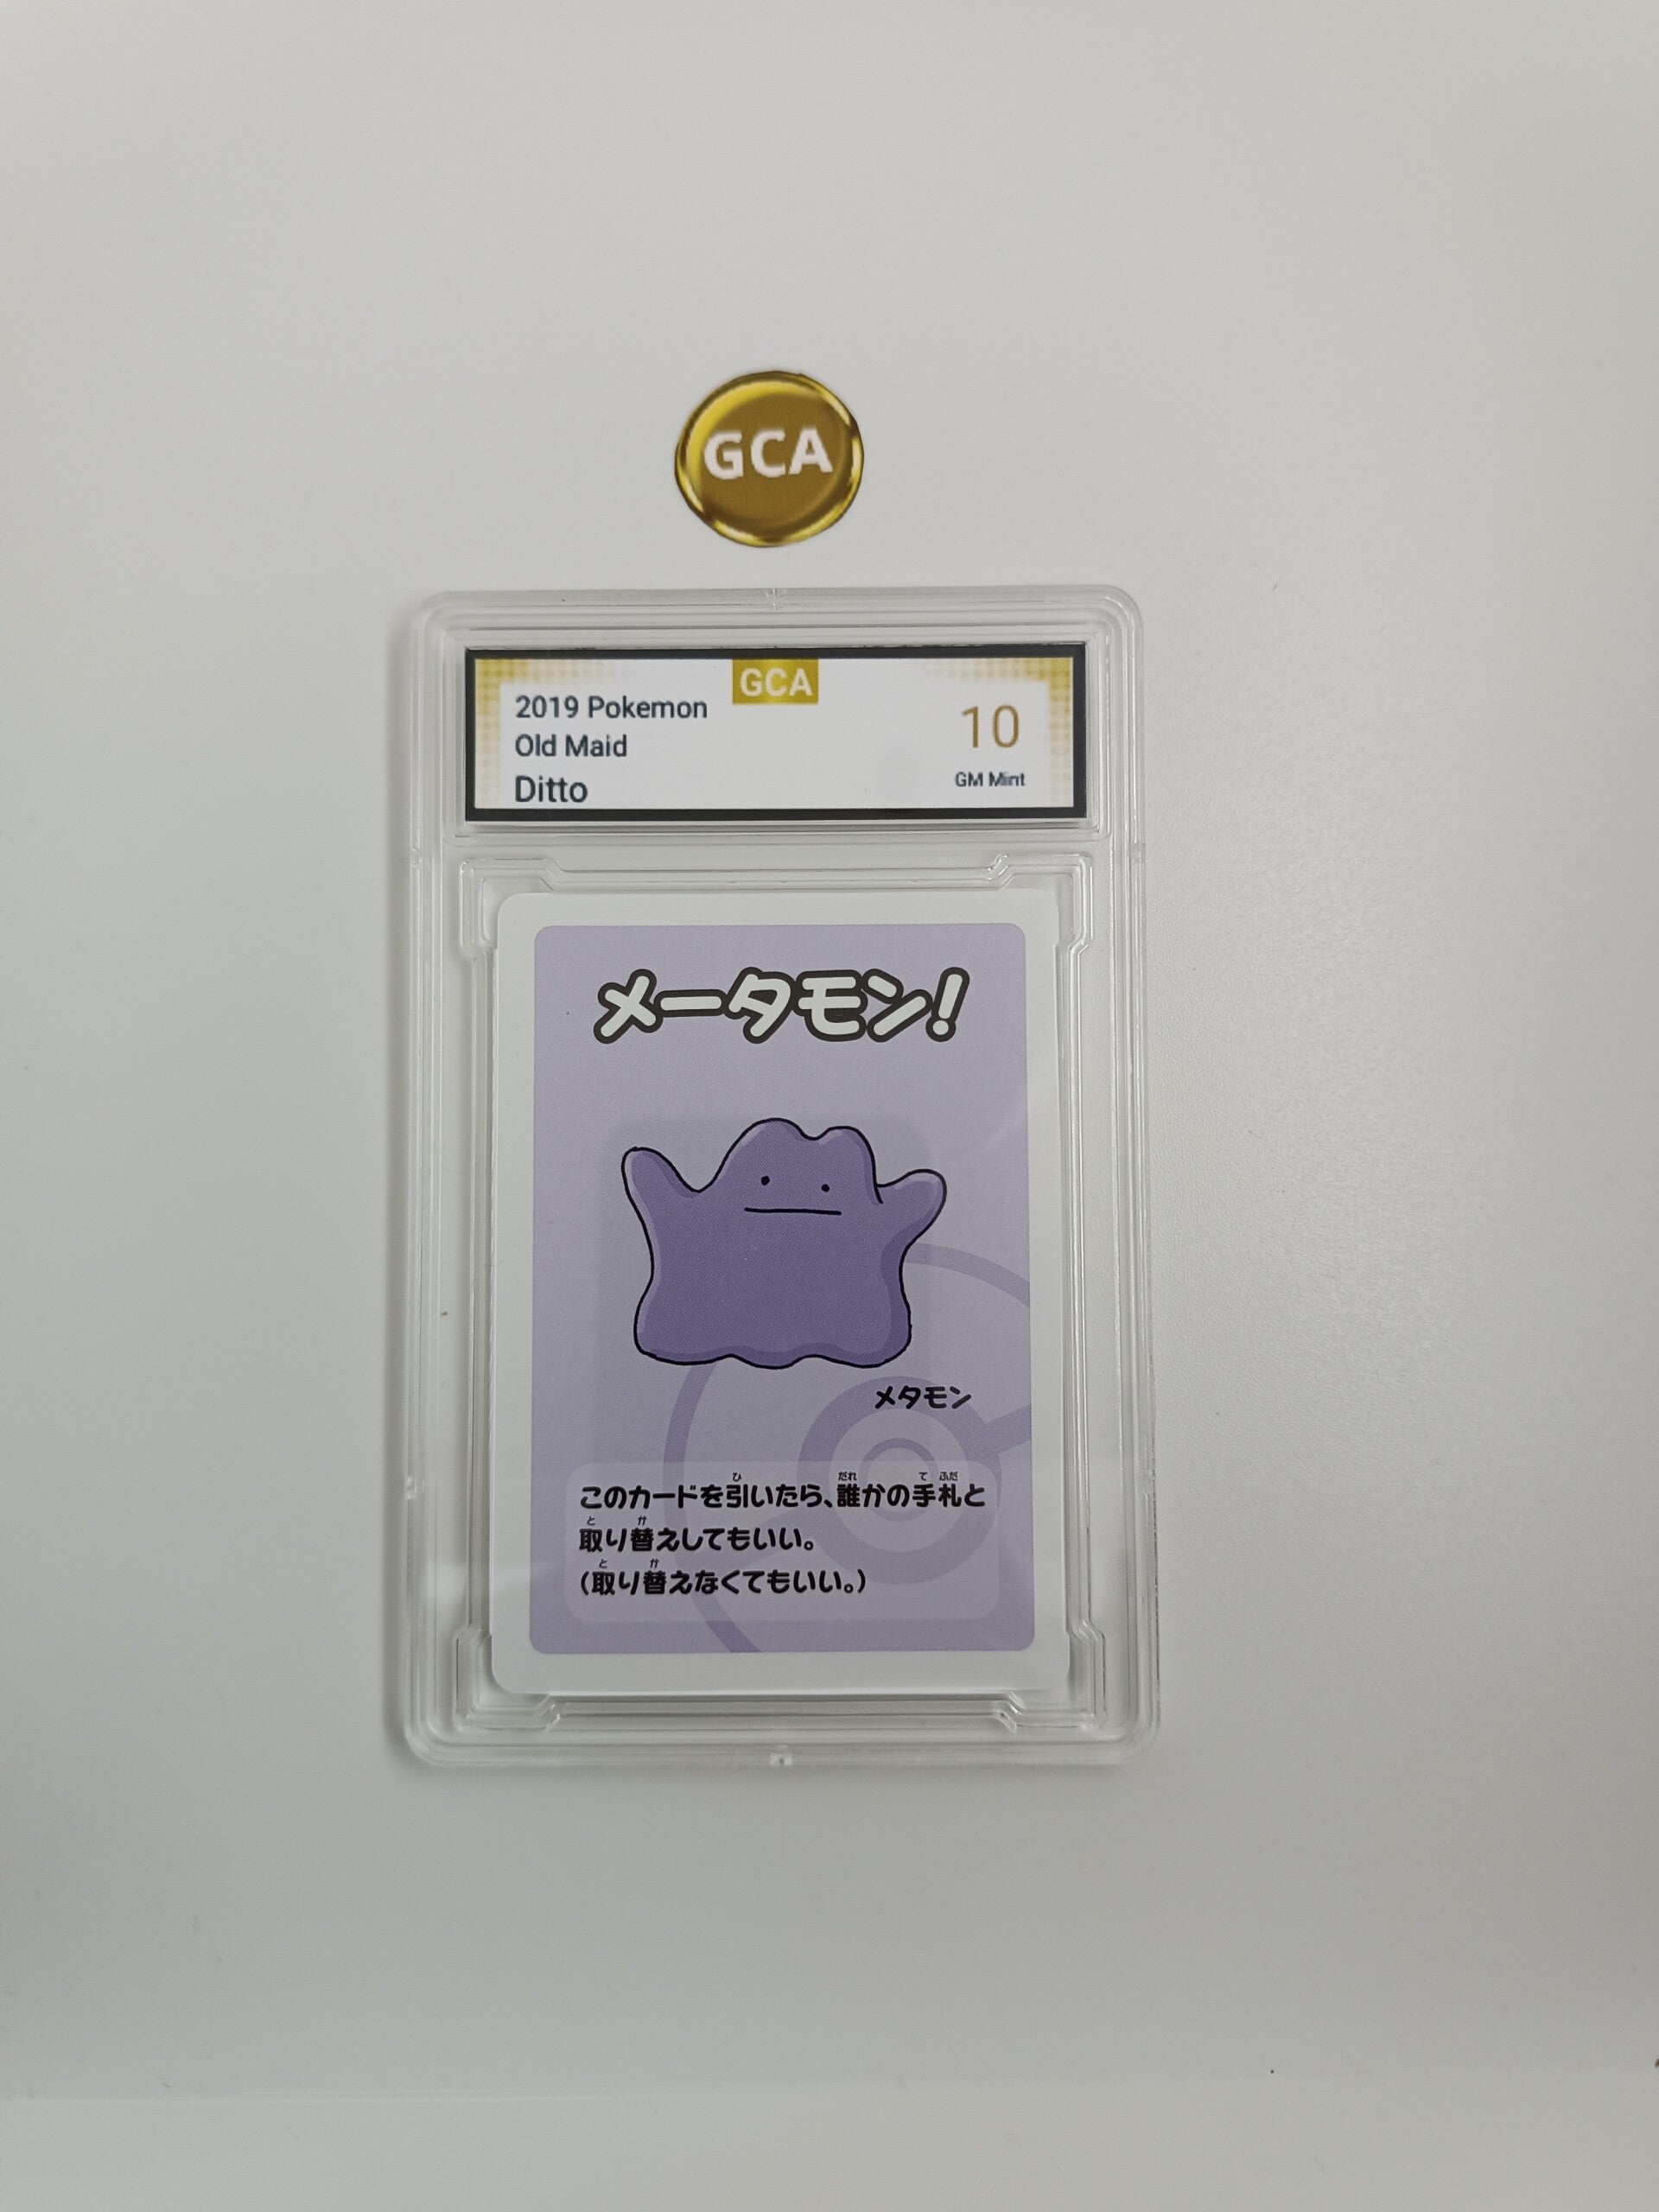 GCA
GCA
2019 Pokemon
Old Maid
Ditto
10
GM Mint
メータモン!
メタモン
このカードを引いたら、誰かの手札と
取り替えしてもいい。
(取り替えなくてもいい。)